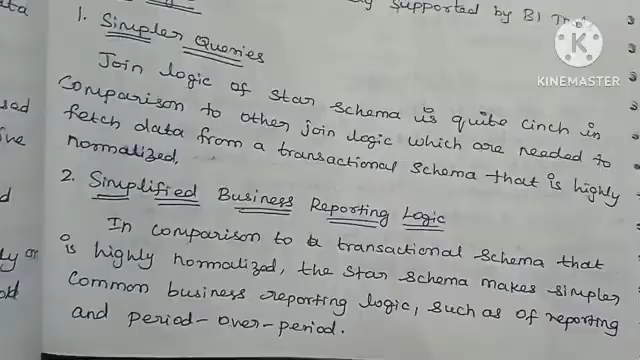 supported by BI
1. Simpler Queries
Join logic of star schema is quite cinch in
Comparison to other join logic which are needed to
fetch data from a transactional schema that is highly
normalized.
2. Simplified Business Reporting Logic
In comparison to a transactional schema that
is highly normalized, the star schema makes simpler
Common business reporting logic, such as of reporting
and period-over-period.
KINEMASTER